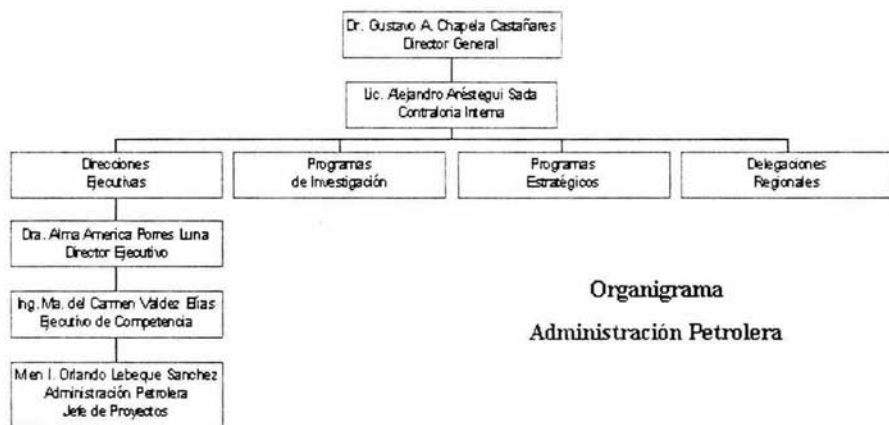 Dr. Gustavo A. Chapela Castañares
Director General
Lic. Alejandro Aréstegui Sada
Contraloria Interna
Direcciones
Ejecutivas
Programas
de Investigación
Programas
Estratégicos
Delegaciones
Regionales
Dra. Alma America Porres Luna
Director Ejecutivo
Ing. Ma. del Carmen Valdez Elías
Ejecutivo de Competencia
M en I. Orlando Lebeque Sanchez
Administración Petrolera
Jefe de Proyectos
Organigrama
Administración Petrolera